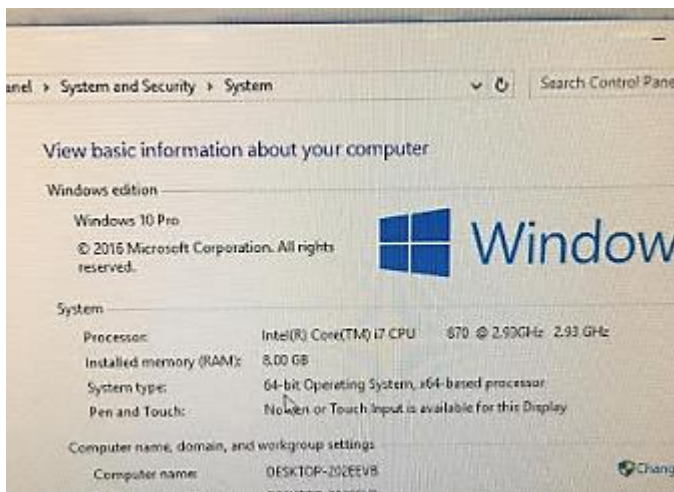 anel › System and Security › System
Search Control Pane
View basic information about your computer
Windows edition
Windows 10 Pro
© 2016 Microsoft Corporation. All rights
reserved.
Window
System
Processor: Intel(R) Core(TM) i7 CPU 870 @ 2.93GHz 2.93 GHz
Installed memory (RAM): 8.00 GB
System type: 64-bit Operating System, x64-based processor
Pen and Touch: No Pen or Touch Input is available for this Display
Computer name, domain, and workgroup settings
Computer name: DESKTOP-202EEVB
Chang